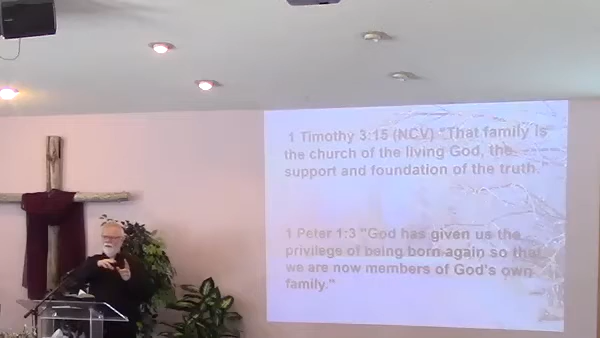 1 Timothy 3:15 (NCV) "That family is
the church of the living God, the
support and foundation of the truth."
1 Peter 1:3 "God has given us the
privilege of being born again so that
we are now members of God's own
family."